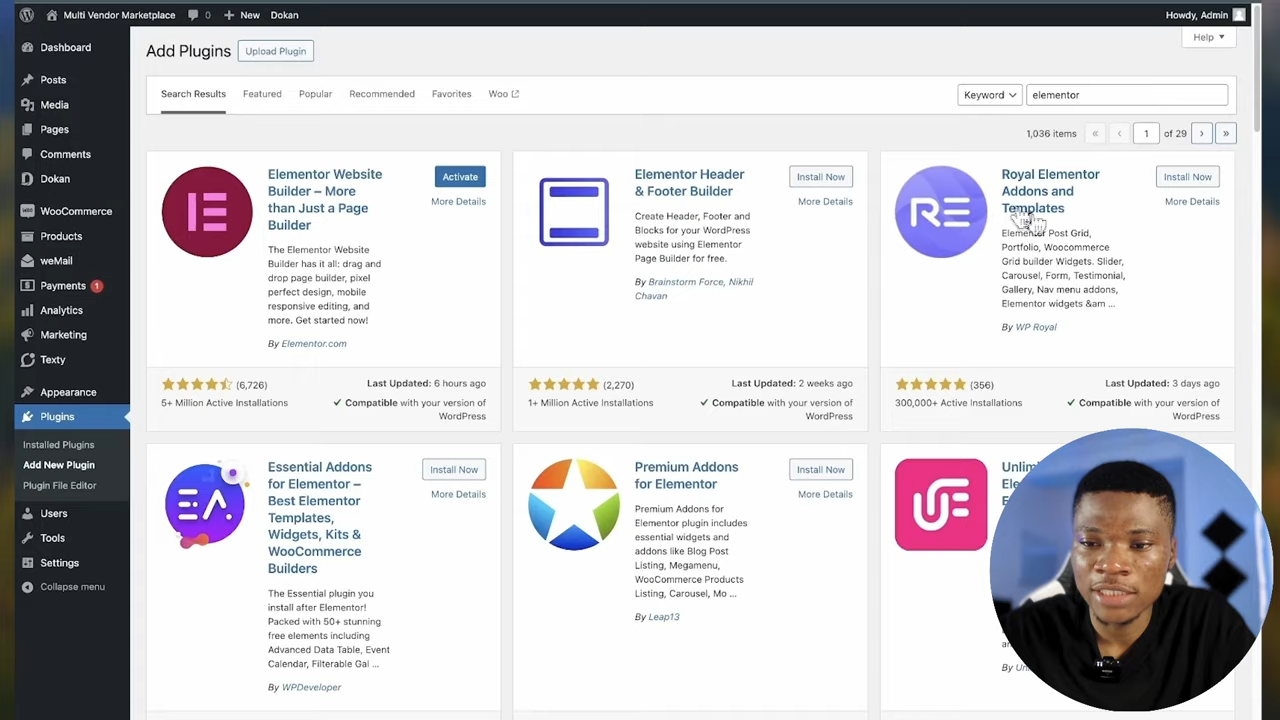 Multi Vendor Marketplace
0
New
Dokan
Howdy, Admin
Dashboard
Posts
Media
Pages
Comments
Dokan
WooCommerce
Products
weMail
Payments 1
Analytics
Marketing
Texty
Appearance
Plugins
Installed Plugins
Add New Plugin
Plugin File Editor
Users
Tools
Settings
Collapse menu
Add Plugins
Upload Plugin
Help
Search Results
Featured
Popular
Recommended
Favorites
Woo
Keyword
elementor
1,036 items
«
‹
1
of 29
›
»
Elementor Website
Builder – More
than Just a Page
Builder
Activate
More Details
The Elementor Website
Builder has it all: drag and
drop page builder, pixel
perfect design, mobile
responsive editing, and
more. Get started now!
By Elementor.com
(6,726)
5+ Million Active Installations
Last Updated: 6 hours ago
✓ Compatible with your version of
WordPress
Elementor Header
& Footer Builder
Install Now
More Details
Create Header, Footer and
Blocks for your WordPress
website using Elementor
Page Builder for free.
By Brainstorm Force, Nikhil
Chavan
(2,270)
1+ Million Active Installations
Last Updated: 2 weeks ago
✓ Compatible with your version of
WordPress
RE
Royal Elementor
Addons and
Templates
Install Now
More Details
Elementor Post Grid,
Portfolio, Woocommerce
Grid builder Widgets. Slider,
Carousel, Form, Testimonial,
Gallery, Nav menu addons,
Elementor widgets &am ...
By WP Royal
(356)
300,000+ Active Installations
Last Updated: 3 days ago
✓ Compatible with your version of
WordPress
EA.
Essential Addons
for Elementor –
Best Elementor
Templates,
Widgets, Kits &
WooCommerce
Builders
Install Now
More Details
The Essential plugin you
install after Elementor!
Packed with 50+ stunning
free elements including
Advanced Data Table, Event
Calendar, Filterable Gal ...
By WPDeveloper
Premium Addons
for Elementor
Install Now
More Details
Premium Addons for
Elementor plugin includes
essential widgets and
addons like Blog Post
Listing, Megamenu,
WooCommerce Products
Listing, Carousel, Mo ...
By Leap13
By